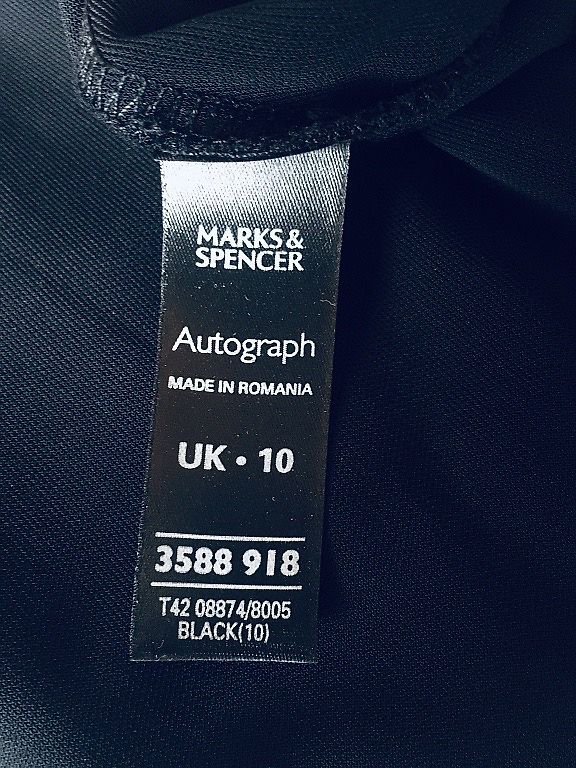 MARKS &
SPENCER
Autograph
MADE IN ROMANIA
UK • 10
3588 918
T42 08874/8005
BLACK(10)